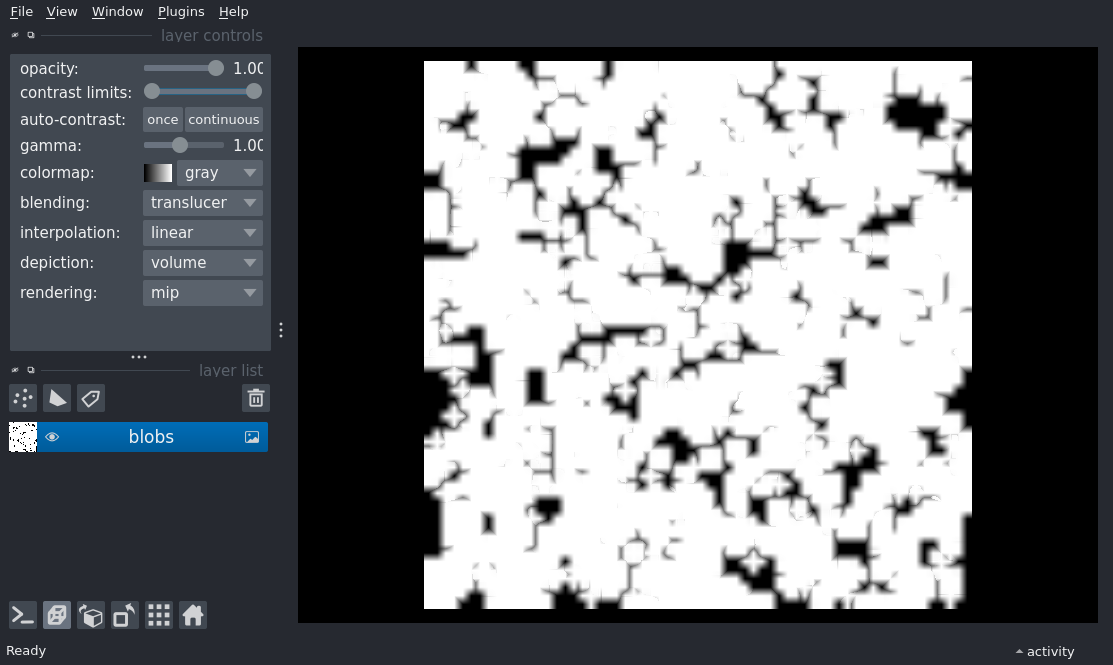 File View Window Plugins Help
layer controls
opacity: 1.00
contrast limits:
auto-contrast: once continuous
gamma: 1.00
colormap: gray
blending: translucer
interpolation: linear
depiction: volume
rendering: mip
layer list
blobs
Ready activity